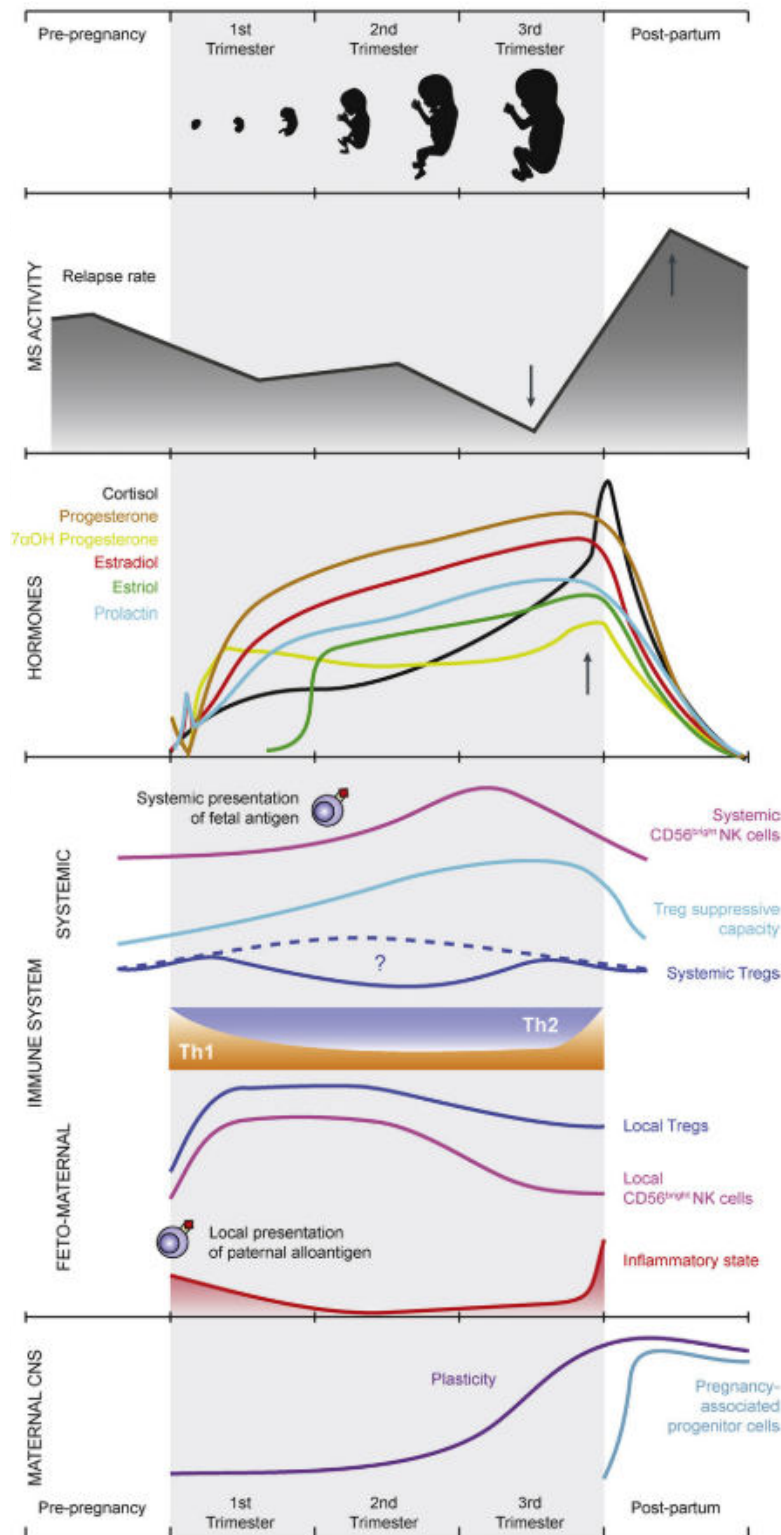 Pre-pregnancy
1st
Trimester
2nd
Trimester
3rd
Trimester
Post-partum
MS ACTIVITY
Relapse rate
HORMONES
Cortisol
Progesterone
7αOH Progesterone
Estradiol
Estriol
Prolactin
IMMUNE SYSTEM
SYSTEMIC
Systemic presentation
of fetal antigen
Systemic
CD56bright NK cells
Treg suppressive
capacity
?
Systemic Tregs
Th1
Th2
FETO-MATERNAL
Local Tregs
Local
CD56bright NK cells
Local presentation
of paternal alloantigen
Inflammatory state
MATERNAL CNS
Plasticity
Pregnancy-
associated
progenitor cells
Pre-pregnancy
1st
Trimester
2nd
Trimester
3rd
Trimester
Post-partum